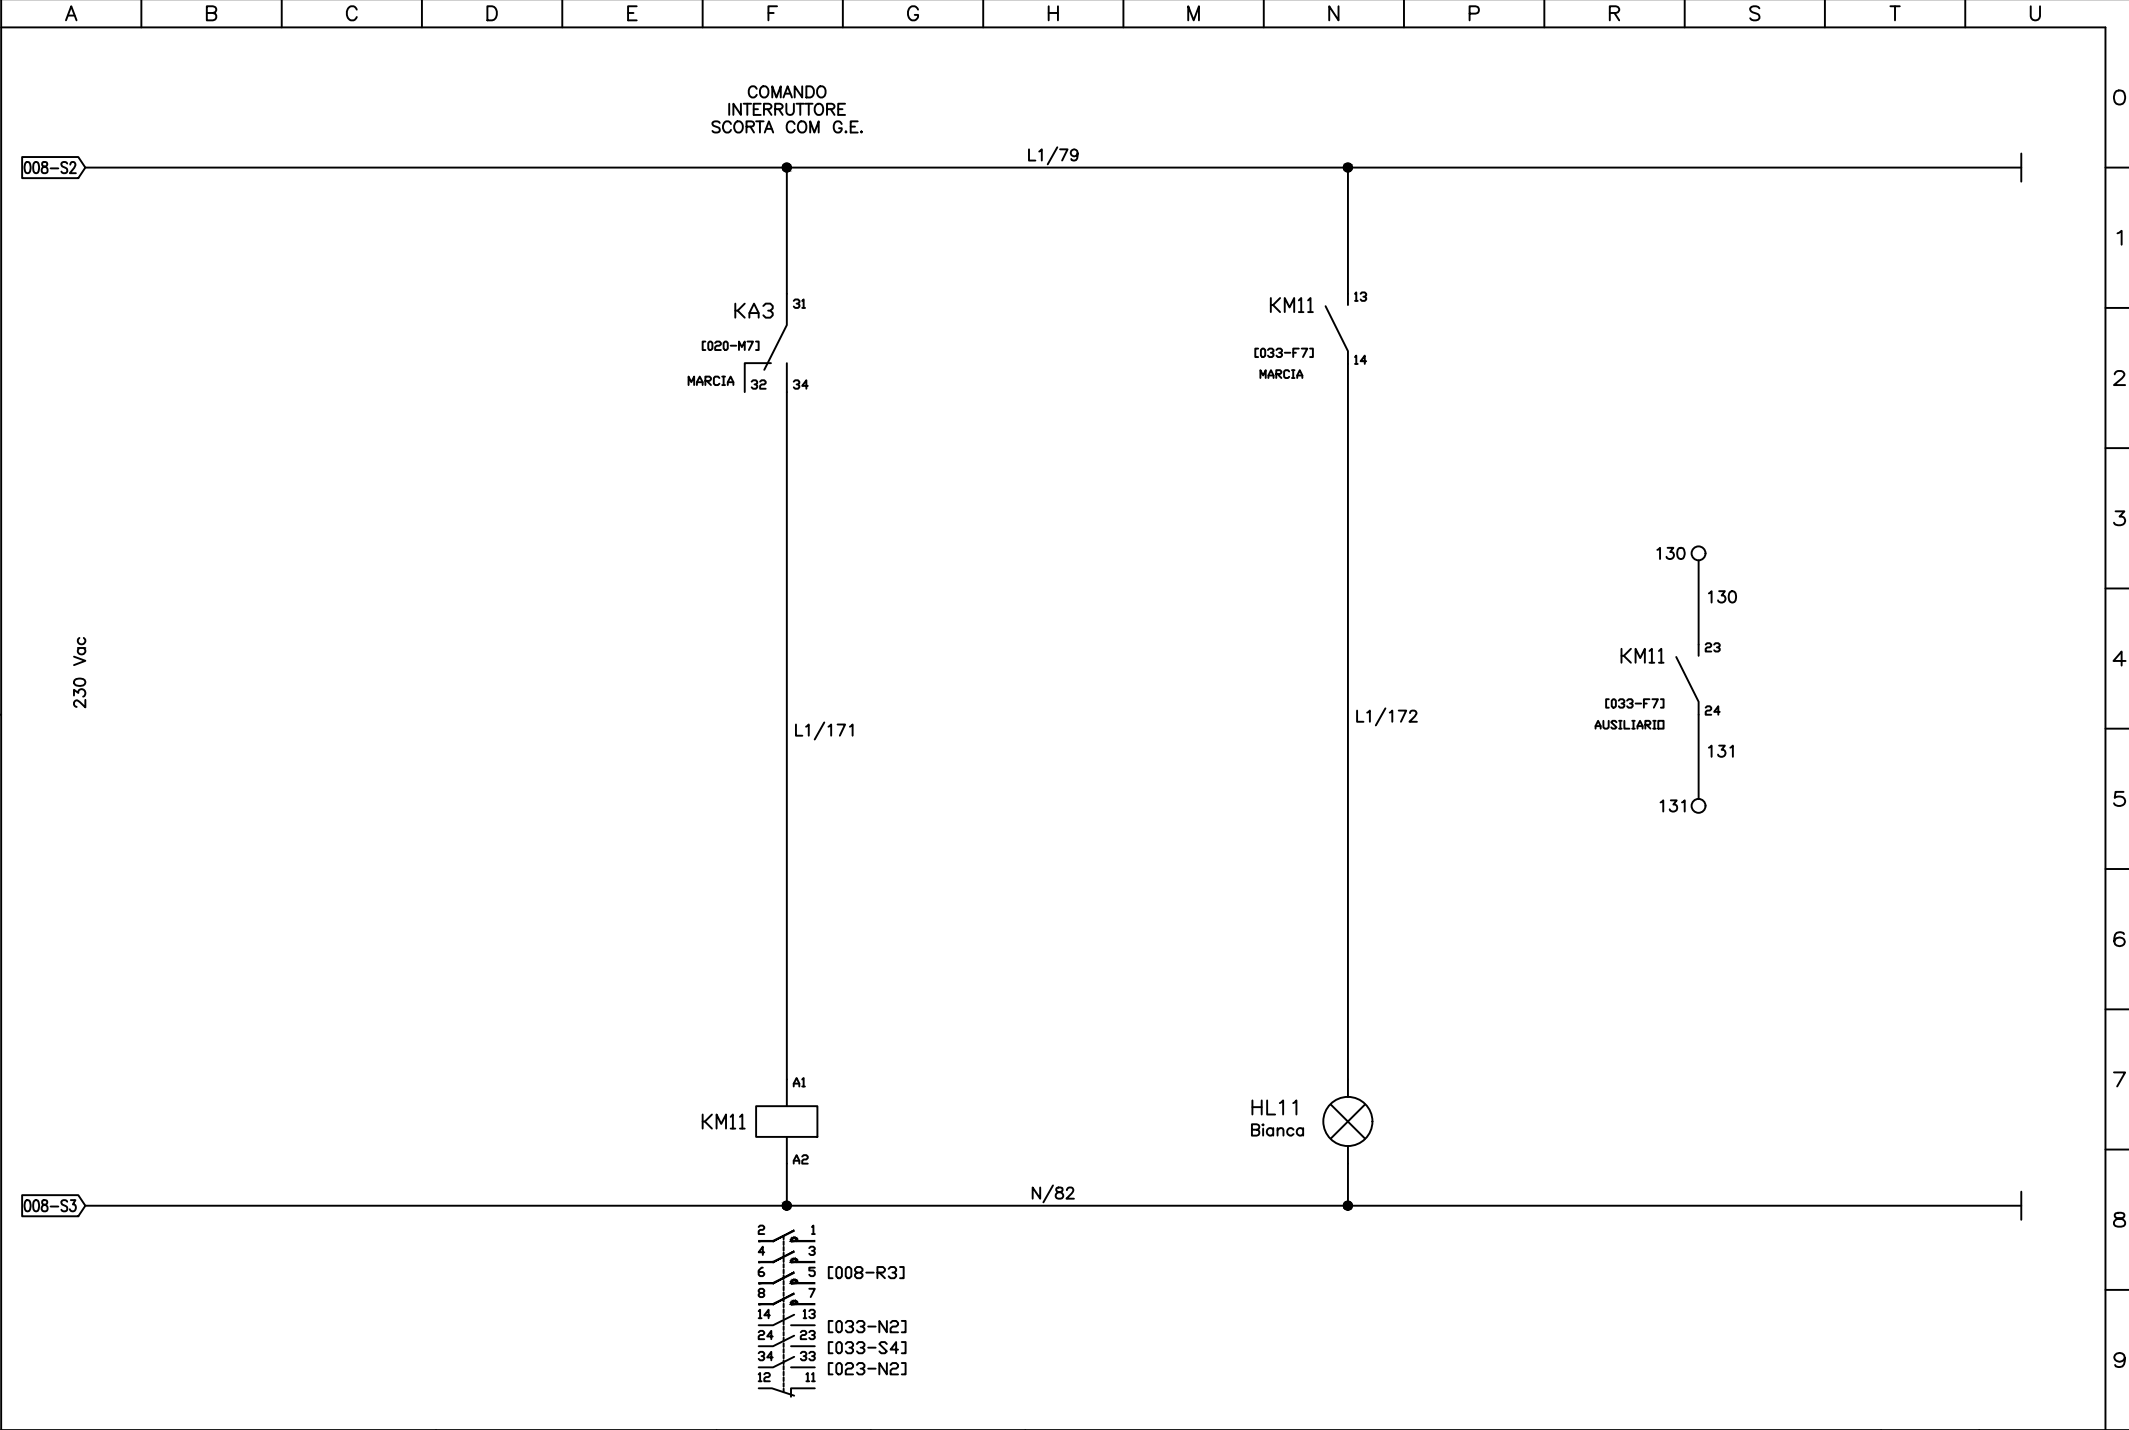 A B C D E F G H M N P R S T U
0
COMANDO
INTERRUTTORE
SCORTA COM G.E.
008-S2
L1/79
1
KA3
31
[020-M7]
MARCIA
32
34
KM11
13
[033-F7]
14
MARCIA
2
3
130
130
230 Vac
KM11
23
[033-F7]
24
AUSILIARIO
4
L1/171
L1/172
131
131
5
6
A1
7
KM11
HL11
Bianca
A2
008-S3
N/82
8
2 1
4 3
6 5 [008-R3]
8 7
14 13 [033-N2]
24 23 [033-S4]
34 33 [023-N2]
12 11
9